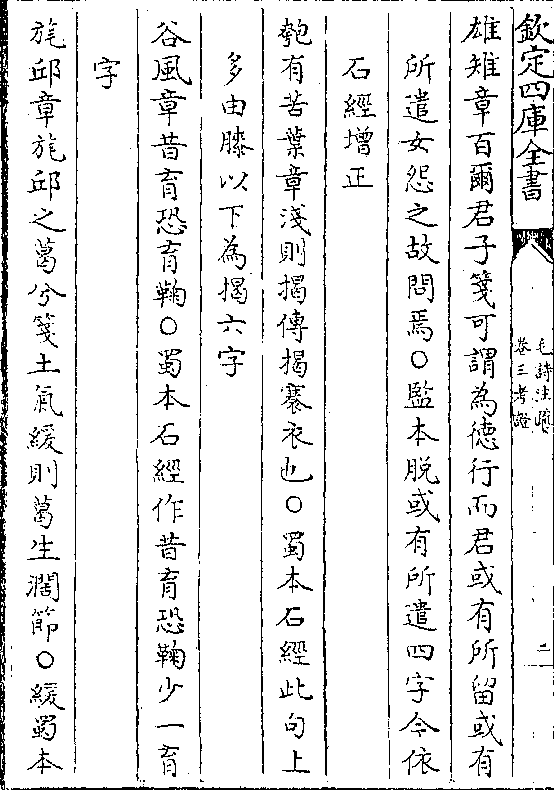 欽定四庫全書
毛詩注疏
卷三考證
二
雄雉章百爾君子箋可謂為德行而君或有所留或有
所遣女怨之故問焉○監本脫或有所遣四字今依
石經增正
匏有苦葉章淺則揭傳揭褰衣也○蜀本石經此句上
多由膝以下為揭六字
谷風章昔育恐育鞠○蜀本石經作昔育恐鞠少一育
字
旄邱章旄邱之葛兮箋土氣緩則葛生濶節○緩蜀本